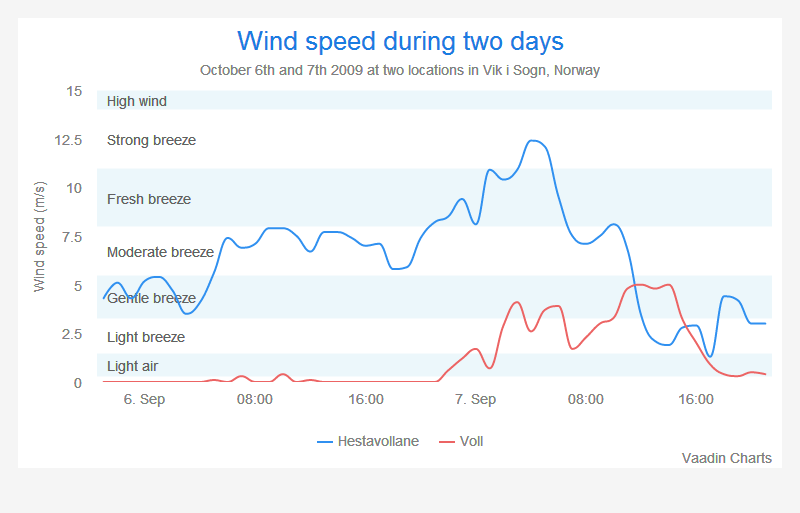 Wind speed during two days
October 6th and 7th 2009 at two locations in Vik i Sogn, Norway
Wind speed (m/s)
15
12.5
10
7.5
5
2.5
0
High wind
Strong breeze
Fresh breeze
Moderate breeze
Gentle breeze
Light breeze
Light air
6. Sep 08:00 16:00 7. Sep 08:00 16:00
Hestavollane Voll
Vaadin Charts